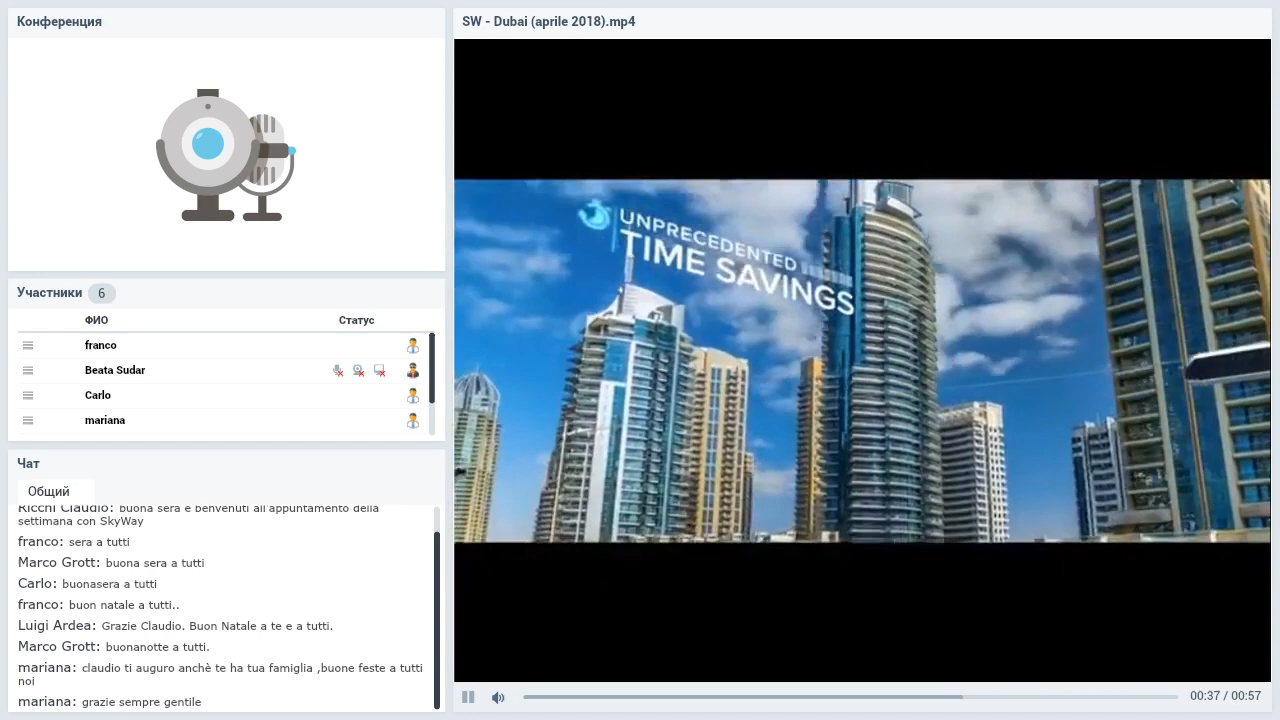 Конференция
SW - Dubai (aprile 2018).mp4
UNPRECEDENTED
TIME SAVINGS
Участники 6
ФИО Статус
franco
Beata Sudar
Carlo
mariana
Чат
Общий
Ricchi Claudio: buona sera e benvenuti all'appuntamento della
settimana con SkyWay
franco: sera a tutti
Marco Grott: buona sera a tutti
Carlo: buonasera a tutti
franco: buon natale a tutti..
Luigi Ardea: Grazie Claudio. Buon Natale a te e a tutti.
Marco Grott: buonanotte a tutti.
mariana: claudio ti auguro anchè te ha tua famiglia ,buone feste a tutti
noi
mariana: grazie sempre gentile
00:37 / 00:57